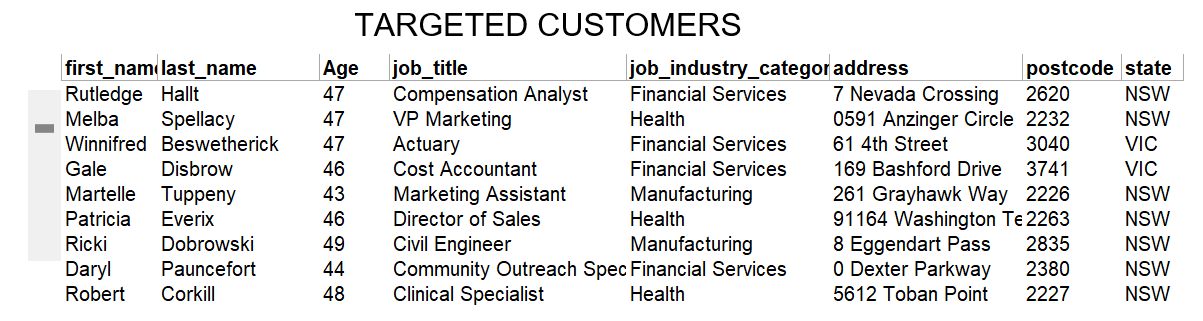 TARGETED CUSTOMERS
first_name last_name Age job_title job_industry_categor address postcode state
Rutledge Hallt 47 Compensation Analyst Financial Services 7 Nevada Crossing 2620 NSW
Melba Spellacy 47 VP Marketing Health 0591 Anzinger Circle 2232 NSW
Winnifred Beswetherick 47 Actuary Financial Services 61 4th Street 3040 VIC
Gale Disbrow 46 Cost Accountant Financial Services 169 Bashford Drive 3741 VIC
Martelle Tuppeny 43 Marketing Assistant Manufacturing 261 Grayhawk Way 2226 NSW
Patricia Everix 46 Director of Sales Health 91164 Washington Te 2263 NSW
Ricki Dobrowski 49 Civil Engineer Manufacturing 8 Eggendart Pass 2835 NSW
Daryl Pauncefort 44 Community Outreach Spec Financial Services 0 Dexter Parkway 2380 NSW
Robert Corkill 48 Clinical Specialist Health 5612 Toban Point 2227 NSW